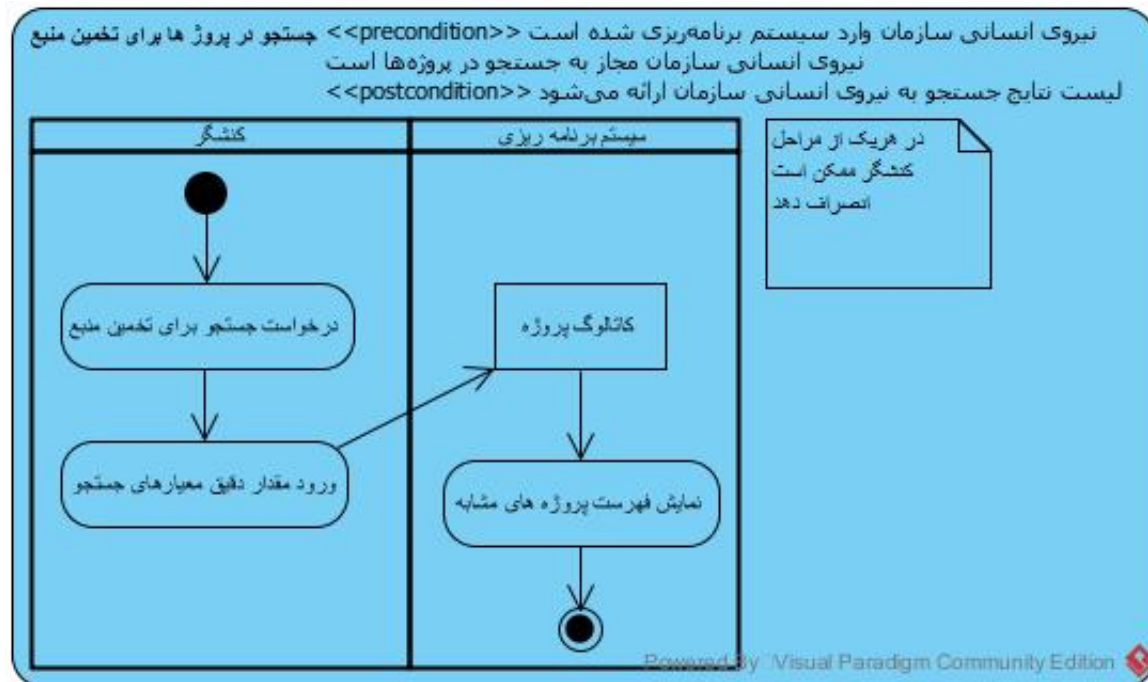 جستجو در پروژ ها برای تخمین منبع <<precondition>> نیروی انسانی سازمان وارد سیستم برنامه‌ریزی شده است
نیروی انسانی سازمان مجاز به جستجو در پروژه‌ها است
<<postcondition>> لیست نتایج جستجو به نیروی انسانی سازمان ارائه می‌شود
کنشگر
سیستم برنامه ریزی
در هریک از مراحل
کنشگر ممکن است
انصراف دهد
درخواست جستجو برای تخمین منبع
کاتالوگ پروژه
ورود مقدار دقیق معیارهای جستجو
نمایش فهرست پروژه های مشابه
Powered By Visual Paradigm Community Edition